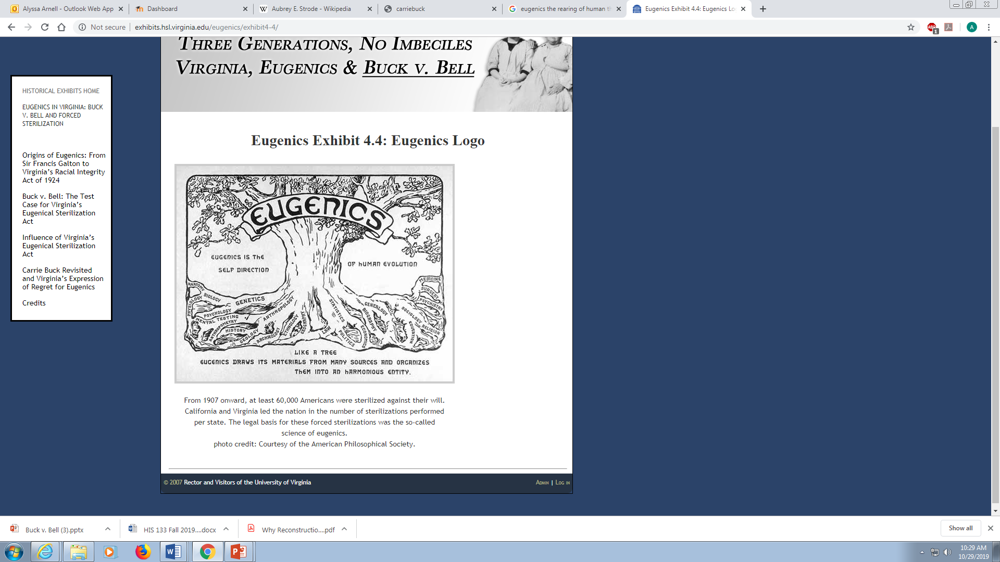 Alyssa Arnell - Outlook Web App
Dashboard
Aubrey E. Strode - Wikipedia
carriebuck
eugenics the rearing of human th
Eugenics Exhibit 4.4: Eugenics Lo
Not secure
exhibits.hsl.virginia.edu/eugenics/exhibit4-4/
ABP
1
A
THREE GENERATIONS, NO IMBECILES
VIRGINIA, EUGENICS & BUCK V. BELL
HISTORICAL EXHIBITS HOME
EUGENICS IN VIRGINIA: BUCK
V. BELL AND FORCED
STERILIZATION
Origins of Eugenics: From
Sir Francis Galton to
Virginia's Racial Integrity
Act of 1924
Buck v. Bell: The Test
Case for Virginia's
Eugenical Sterilization
Act
Influence of Virginia's
Eugenical Sterilization
Act
Carrie Buck Revisited
and Virginia's Expression
of Regret for Eugenics
Credits
Eugenics Exhibit 4.4: Eugenics Logo
EUGENICS
EUGENICS IS THE
SELF DIRECTION
OF HUMAN EVOLUTION
ANATOMY
PHYSIOLOGY
BIOLOGY
GENETICS
PSYCHOLOGY
MENTAL TESTING
ANTHROPOMETRY
HISTORY
GEOLOGY
ANTHROPOLOGY
ARCHÆOLOGY
ETHNOLOGY
GEOGRAPHY
LAW
STATISTICS
POLITICS
ECONOMICS
BIOGRAPHY
GENEALOGY
EDUCATION
SOCIOLOGY
RELIGION
PSYCHIATRY
SURGERY
MEDICINE
LIKE A TREE
EUGENICS DRAWS ITS MATERIALS FROM MANY SOURCES AND ORGANIZES
THEM INTO AN HARMONIOUS ENTITY.
From 1907 onward, at least 60,000 Americans were sterilized against their will.
California and Virginia led the nation in the number of sterilizations performed
per state. The legal basis for these forced sterilizations was the so-called
science of eugenics.
photo credit: Courtesy of the American Philosophical Society.
© 2007 Rector and Visitors of the University of Virginia
ADMIN | LOG IN
Buck v. Bell (3).pptx
HIS 133 Fall 2019....docx
Why Reconstructio....pdf
Show all
10:29 AM
10/29/2019